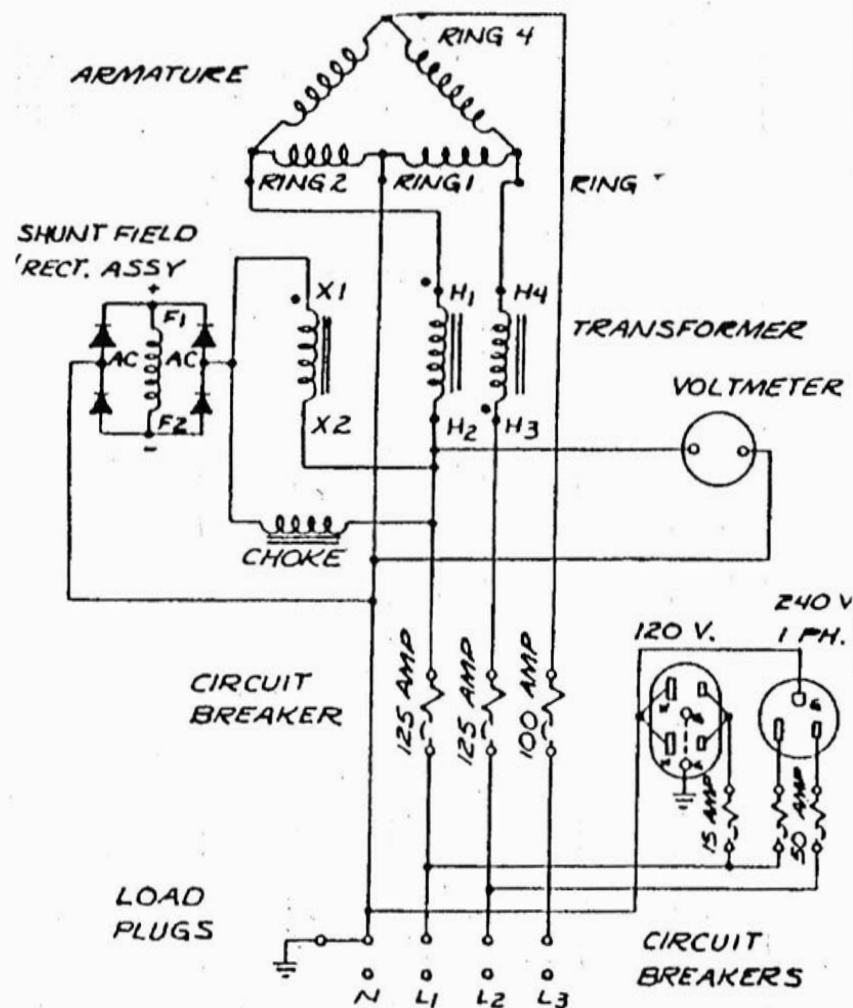 RING 4
ARMATURE
RING 2
RING 1
RING
SHUNT FIELD
RECT. ASSY
+
F1
AC
AC
F2
-
X1
X2
H1
H4
H2
H3
TRANSFORMER
VOLTMETER
CHOKE
240 V
120 V.
1 PH.
CIRCUIT
BREAKER
125 AMP
125 AMP
100 AMP
15 AMP
50 AMP
LOAD
PLUGS
CIRCUIT
BREAKERS
N
L1
L2
L3